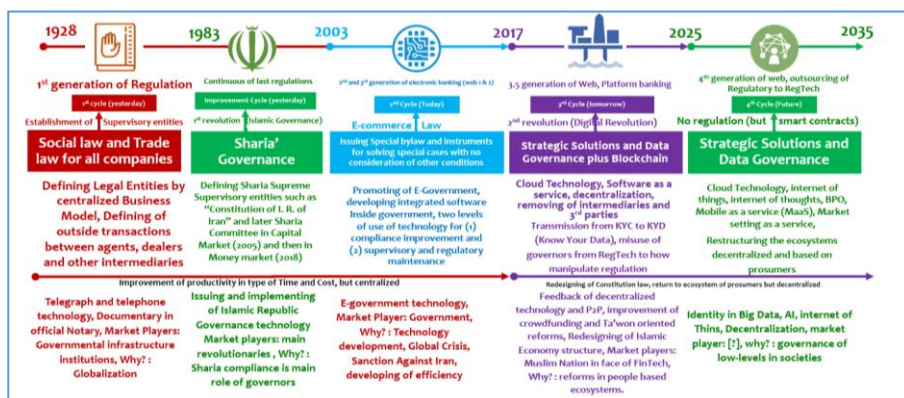 1928
1983
2003
2017
2025
2035
1st generation of Regulation
1st cycle (yesterday)
Establishment of Supervisory entities
Social law and Trade
law for all companies
Defining Legal Entities by
centralized Business
Model, Defining of
outside transactions
between agents, dealers
and other intermediaries
Continuous of last regulations
Improvement Cycle (yesterday)
1st revolution (Islamic Governance)
Sharia'
Governance
Defining Sharia Supreme
Supervisory entities such as
"Constitution of I. R. of
Iran" and later Sharia
Committee in Capital
Market (2005) and then in
Money market (2018)
2nd and 3rd generation of electronic banking (web 1 & 2)
2nd Cycle (Today)
E-commerce Law
Issuing Special bylaw and instruments
for solving special cases with no
consideration of other conditions
Promoting of E-Government,
developing integrated software
Inside government, two levels
of use of technology for (1)
compliance improvement and
(2) supervisory and regulatory
maintenance
3.5 generation of Web, Platform banking
3rd Cycle (tomorrow)
2nd revolution (Digital Revolution)
Strategic Solutions and Data
Governance plus Blockchain
Cloud Technology, Software as a
service, decentralization,
removing of intermediaries and
3rd parties
Transmission from KYC to KYD
(Know Your Data), misuse of
governors from RegTech to how
manipulate regulation
4th generation of web, outsourcing of
Regulatory to RegTech
4th Cycle (Future)
No regulation (but smart contracts)
Strategic Solutions and
Data Governance
Cloud Technology, internet of
things, internet of thoughts, BPO,
Mobile as a service (MaaS), Market
setting as a service,
Restructuring the ecosystems
decentralized and based on
prosumers
Improvement of productivity in type of Time and Cost, but centralized
Redesigning of Constitution law, return to ecosystem of prosumers but decentralized
Telegraph and telephone
technology, Documentary in
official Notary, Market Players:
Governmental infrastructure
institutions, Why? :
Globalization
Issuing and implementing
of Islamic Republic
Governance technology
Market players: main
revolutionaries , Why? :
Sharia compliance is main
role of governors
E-government technology,
Market Player: Government,
Why? : Technology
development, Global Crisis,
Sanction Against Iran,
developing of efficiency
Feedback of decentralized
technology and P2P, improvement of
crowdfunding and Ta'won oriented
reforms, Redesigning of Islamic
Economy structure, Market players:
Muslim Nation in face of FinTech,
Why? : reforms in people based
ecosystems.
Identity in Big Data, AI, internet of
Thins, Decentralization, market
player: [?], why? : governance of
low-levels in societies